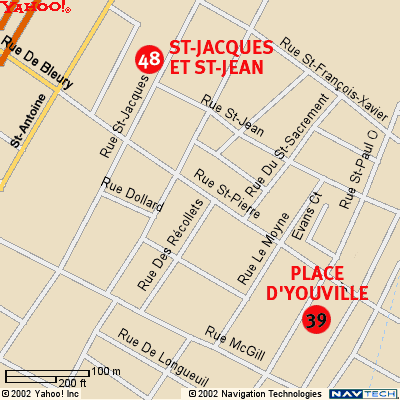 YAHOO!
Rue De Bleury
48
ST-JACQUES
ET ST-JEAN
Rue St-François-Xavier
St-Antoine
Rue St-Jacques
Rue St-Jean
Rue Du St-Sacrement
Rue St-Paul O
Rue Dollard
Rue St-Pierre
Evans Ct
Rue Des Récollets
Rue Le Moyne
PLACE
D'YOUVILLE
39
Rue McGill
Rue De Longueuil
100 m
200 ft
©2002 Yahoo! Inc
© 2002 Navigation Technologies
NAVTECH